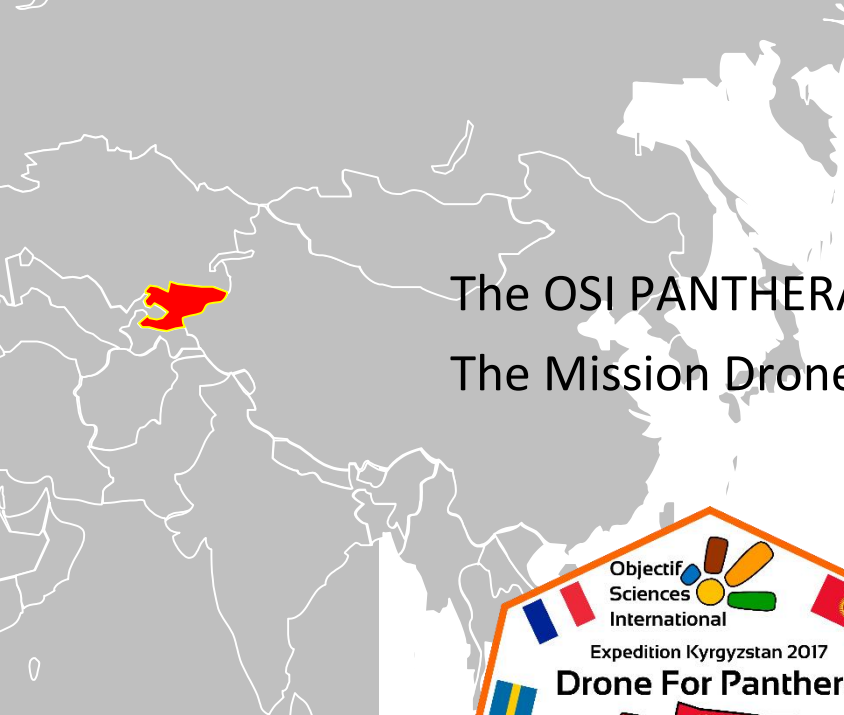 The OSI PANTHERA
The Mission Drone
Objectif
Sciences
International
Expedition Kyrgyzstan 2017
Drone For Panther